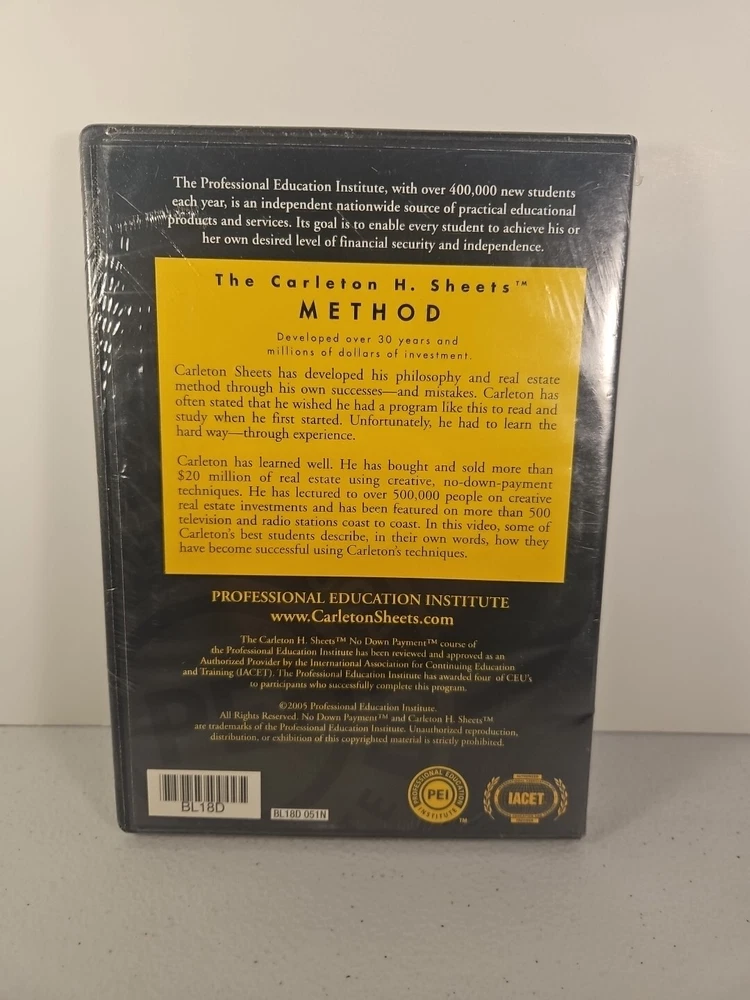 The Professional Education Institute, with over 400,000 new students
each year, is an independent nationwide source of practical educational
products and services. Its goal is to enable every student to achieve his or
her own desired level of financial security and independence.
The Carleton H. Sheets™
METHOD
Developed over 30 years and
millions of dollars of investment.
Carleton Sheets has developed his philosophy and real estate
method through his own successes—and mistakes. Carleton has
often stated that he wished he had a program like this to read and
study when he first started. Unfortunately, he had to learn the
hard way—through experience.
Carleton has learned well. He has bought and sold more than
$20 million of real estate using creative, no-down-payment
techniques. He has lectured to over 500,000 people on creative
real estate investments and has been featured on more than 500
television and radio stations coast to coast. In this video, some of
Carleton's best students describe, in their own words, how they
have become successful using Carleton's techniques.
PROFESSIONAL EDUCATION INSTITUTE
www.CarletonSheets.com
The Carleton H. Sheets™ No Down Payment™ course of
the Professional Education Institute has been reviewed and approved as an
Authorized Provider by the International Association for Continuing Education
and Training (IACET). The Professional Education Institute has awarded four of CEU's
to participants who successfully complete this program.
©2005 Professional Education Institute.
All Rights Reserved. No Down Payment™ and Carleton H. Sheets™
are trademarks of the Professional Education Institute. Unauthorized reproduction,
distribution, or exhibition of this copyrighted material is strictly prohibited.
BL18D
BL18D 051N
PROFESSIONAL EDUCATION
PEI
INSTITUTE
™
IACET